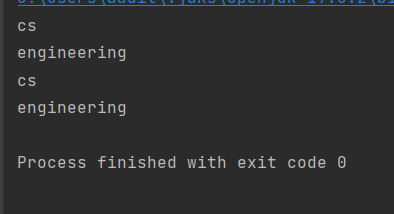 cs
engineering
cs
engineering
Process finished with exit code 0